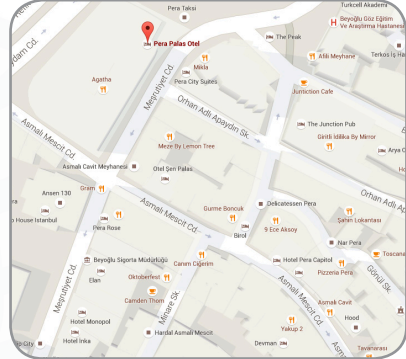 Pera Taksi
Turkcell Akademi
Beyoğlu Göz Eğitim
Ve Araştırma Hastanesi
Pera Palas Otel
The Peak
Afili Meyhane
Terkos İş
Mikla
Pera City Suites
Agatha
Junction Cafe
Meşrutiyet Cd.
Orhan Adli Apaydin Sk.
The Junction Pub
Giritli İdilika By Mirror
Meze By Lemon Tree
Asmalı Mescit Cd.
Asmalı Cavit Meyhanesi
Otel Şen Palas
Arya
Ansen 130
Gram
Orhan Adli
House Istanbul
Pera Rose
Asmalı Mescit Cd.
Gurme Boncuk
Delicatessen Pera
Şahin Lokantası
Birol
9 Ece Aksoy
Nar Pera
Beyoğlu Sigorta Müdürlüğü
Canım Ciğerim
Hotel Pera Capitol
Toscana
Elan
Oktoberfest
Pizzeria Pera
Gönül Sk.
Camden Thom
Meşrutiyet Cd.
Minare Sk.
Asmalı Mescit Cd.
Aşmak Cavit
Hotel Monopol
Hood
Hardal Asmalı Mescit
Yakup 2
Hotel İnka
Devman
Tavanarası